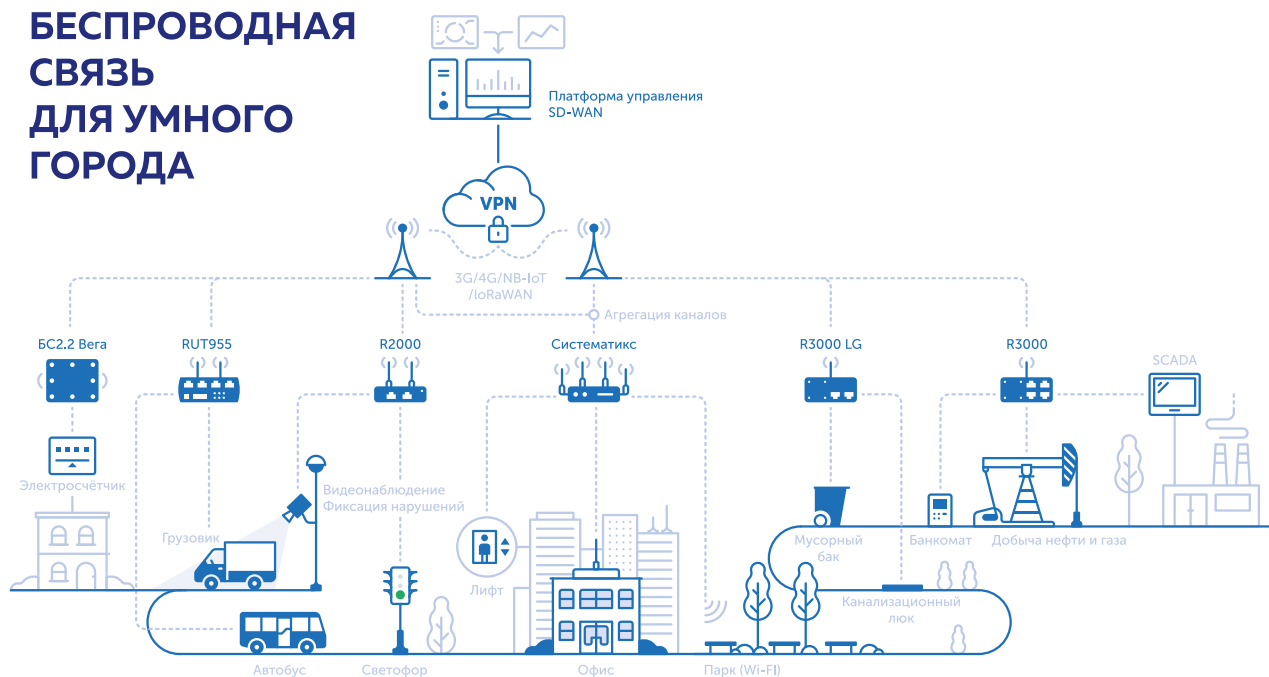 БЕСПРОВОДНАЯ
СВЯЗЬ
ДЛЯ УМНОГО
ГОРОДА
Платформа управления
SD-WAN
VPN
3G/4G/NB-IoT
/loRaWAN
Агрегация каналов
БС2.2 Вега
RUT955
R2000
Систематикс
R3000 LG
R3000
SCADA
Электросчётчик
Видеонаблюдение
Фиксация нарушений
Грузовик
Лифт
Мусорный
бак
Банкомат
Добыча нефти и газа
Канализационный
люк
Автобус
Светофор
Офис
Парк (Wi-FI)